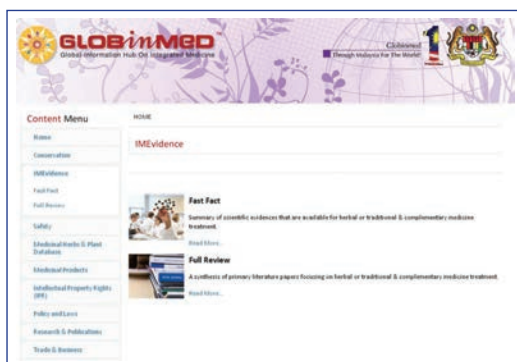 GLOBinMED
Global Information Hub On Integrated Medicine
Globinmed
Through Malaysia For The World!
1
Content Menu
HOME
Home
Conservation
IMEvidence
Fast Fact
Full Review
Safety
Medicinal Herbs & Plant
Database
Medicinal Products
Intellectual Property Rights
(IPR)
Policy and Laws
Research & Publications
Trade & Business
IMEvidence
Fast Fact
Summary of scientific evidences that are available for herbal or traditional & complementary medicine
treatment.
Read More...
Full Review
A synthesis of primary literature papers focusing on herbal or traditional & complementary medicine treatment.
Read More...